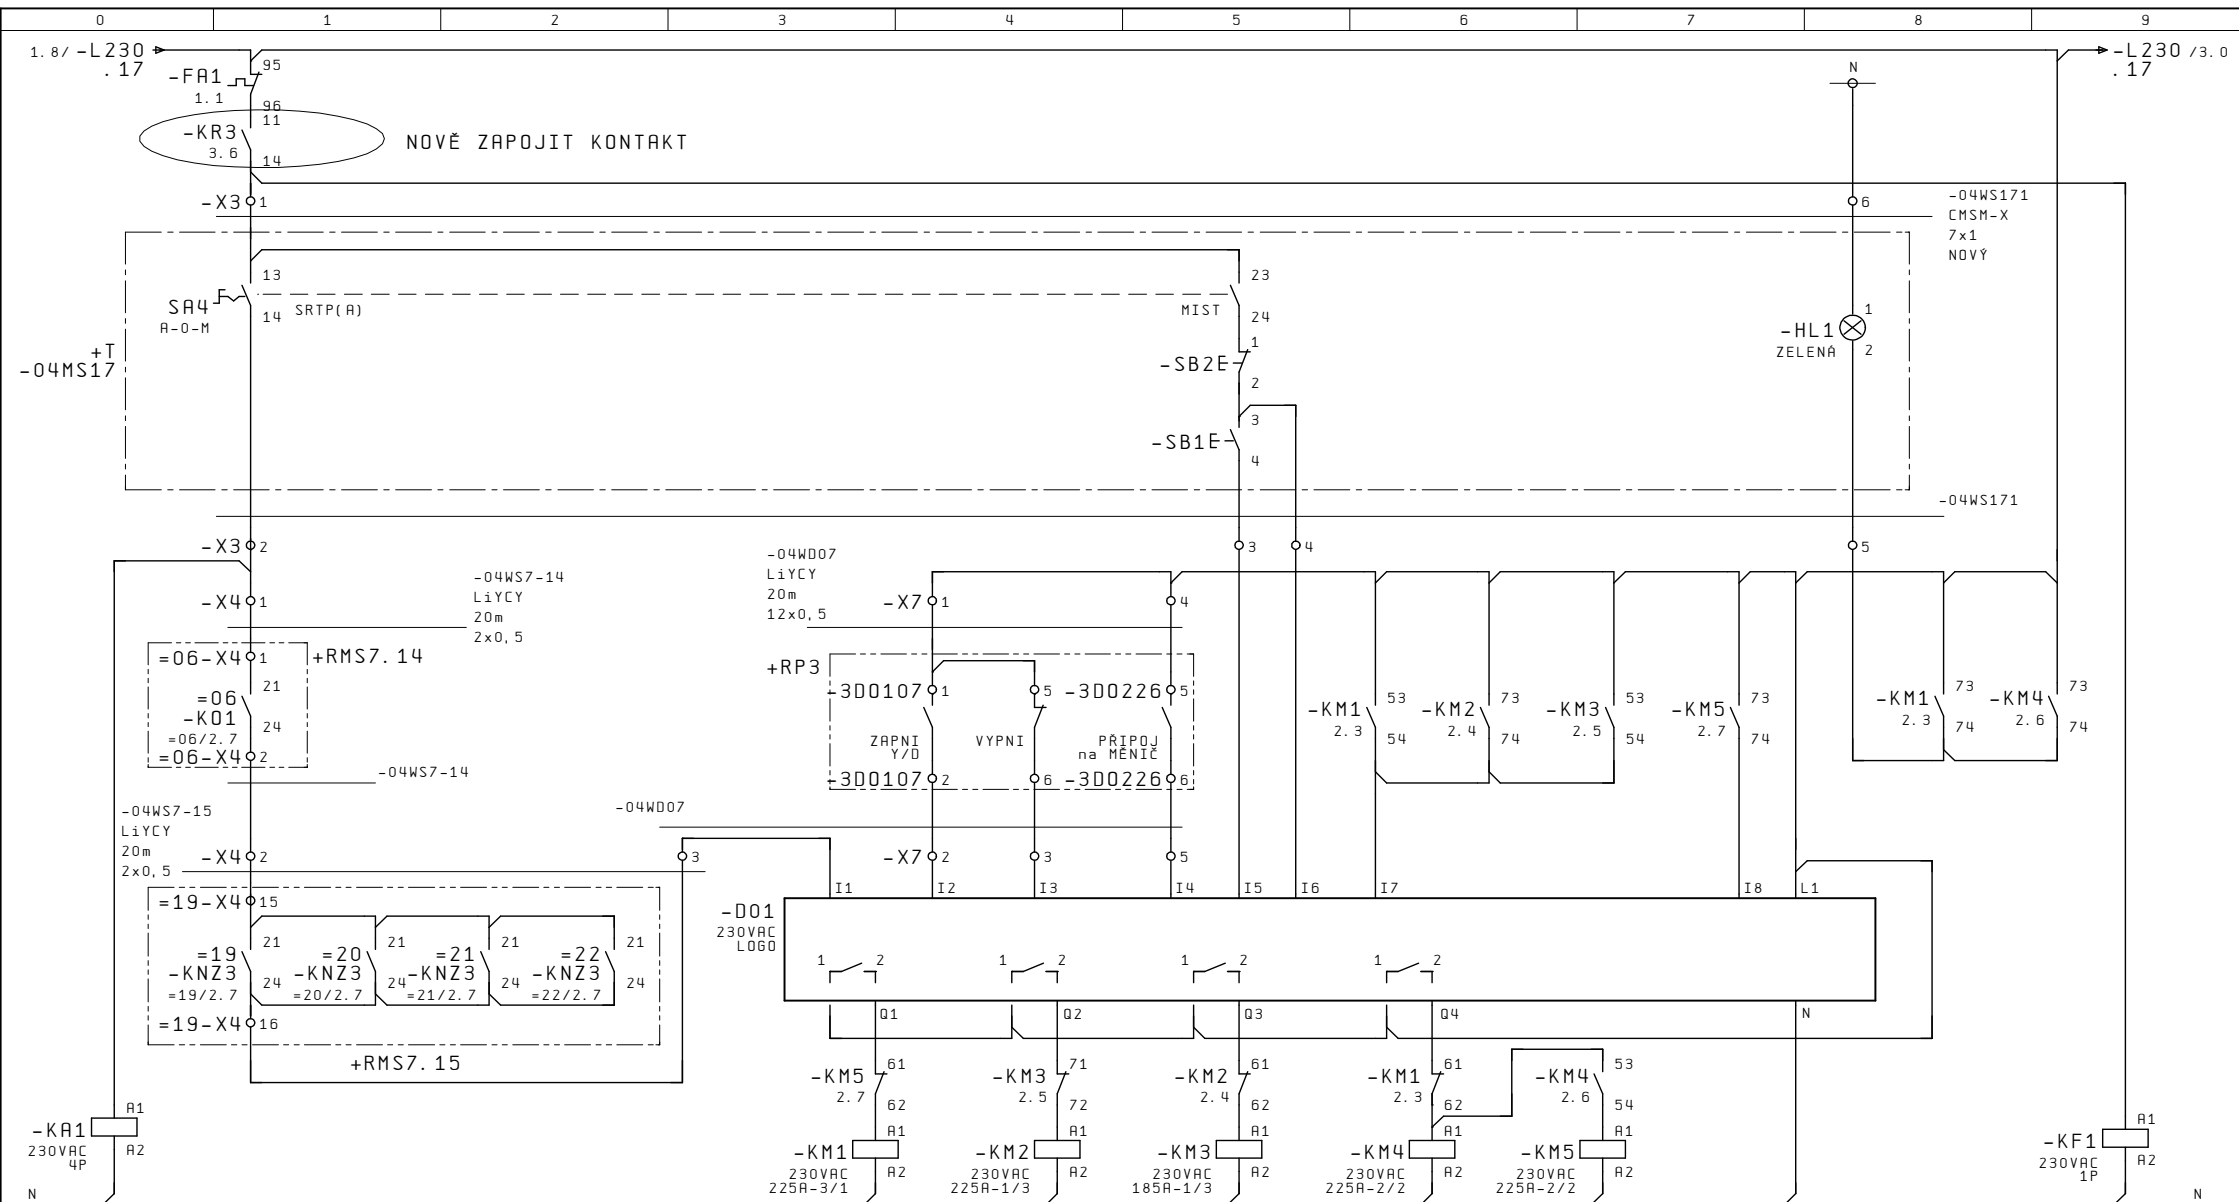 0 1 2 3 4 5 6 7 8 9
1.8/ -L230
.17
-L230 /3.0
.17
-FA1
1.1
95
96
-KR3
3.6
11
14
NOVĚ ZAPOJIT KONTAKT
N
-X3 1
6
-04WS171
CMSM-X
7x1
NOVÝ
+T
-04MS17
SA4
A-0-M
13
14
SRTP(A)
MIST
23
24
-SB2E
1
2
-SB1E
3
4
-HL1
ZELENÁ
1
2
-04WS171
-X3 2
3
4
5
-X4 1
-04WS7-14
LiYCY
20m
2x0,5
-04WD07
LiYCY
20m
12x0,5
-X7 1
4
=06-X4 1
+RMS7.14
=06
-K01
=06/2.7
21
24
=06-X4 2
-04WS7-14
+RP3
-3D0107 1
5
-3D0226 5
ZAPNI
Y/D
VYPNI
PŘIPOJ
na MĚNIČ
-3D0107 2
6
-3D0226 6
-KM1
2.3
53
54
-KM2
2.4
73
74
-KM3
2.5
53
54
-KM5
2.7
73
74
-KM1
2.3
73
74
-KM4
2.6
73
74
-04WS7-15
LiYCY
20m
2x0,5
-04WD07
-X4 2
3
-X7 2
3
5
=19-X4 15
=19
-KNZ3
=19/2.7
21
24
=20
-KNZ3
=20/2.7
21
24
=21
-KNZ3
=21/2.7
21
24
=22
-KNZ3
=22/2.7
21
24
=19-X4 16
+RMS7.15
-D01
230VAC
LOGO
I1 I2 I3 I4 I5 I6 I7 I8 L1
1 2 1 2 1 2 1 2
Q1 Q2 Q3 Q4 N
-KM5
2.7
61
62
-KM3
2.5
71
72
-KM2
2.4
61
62
-KM1
2.3
61
62
-KM4
2.6
53
54
-KA1
230VAC
4P
A1
A2
-KM1
230VAC
225A-3/1
A1
A2
-KM2
230VAC
225A-1/3
A1
A2
-KM3
230VAC
185A-1/3
A1
A2
-KM4
230VAC
225A-2/2
A1
A2
-KM5
230VAC
225A-2/2
A1
A2
-KF1
230VAC
1P
A1
A2
N
N